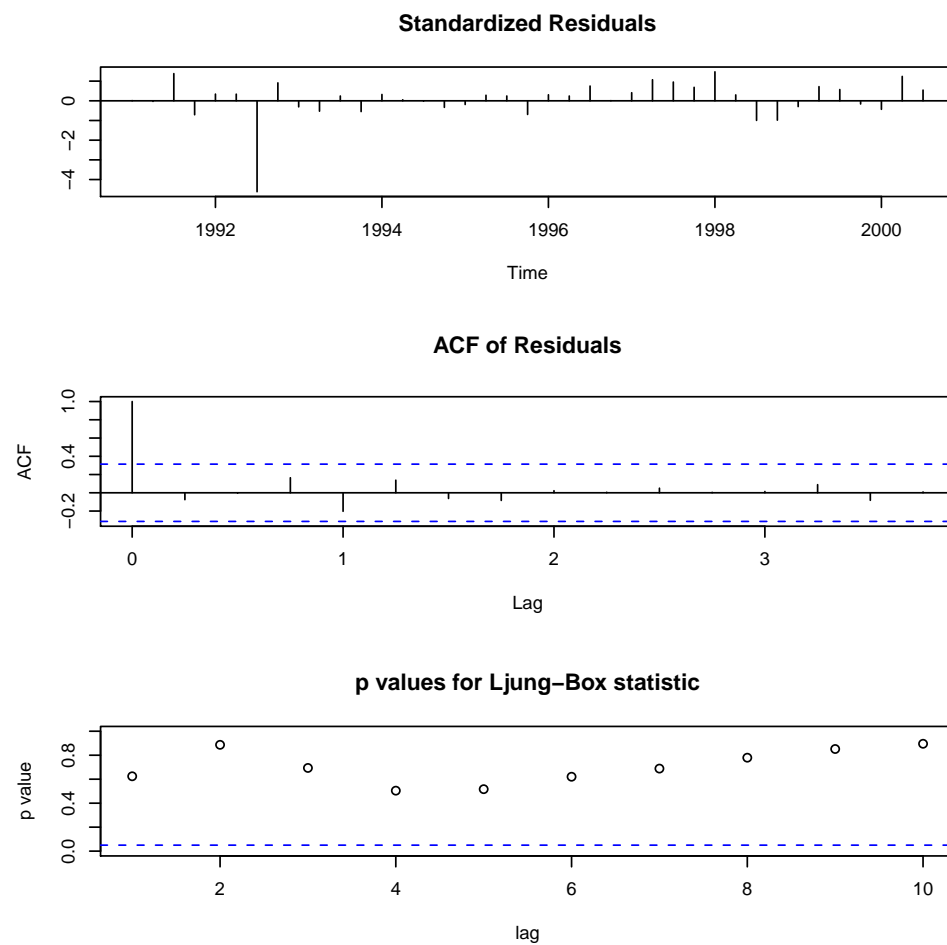 Standardized Residuals
0
−2
−4
1992 1994 1996 1998 2000
Time
ACF of Residuals
ACF
1.0
0.4
−0.2
0 1 2 3
Lag
p values for Ljung−Box statistic
p value
0.8
0.4
0.0
2 4 6 8 10
lag